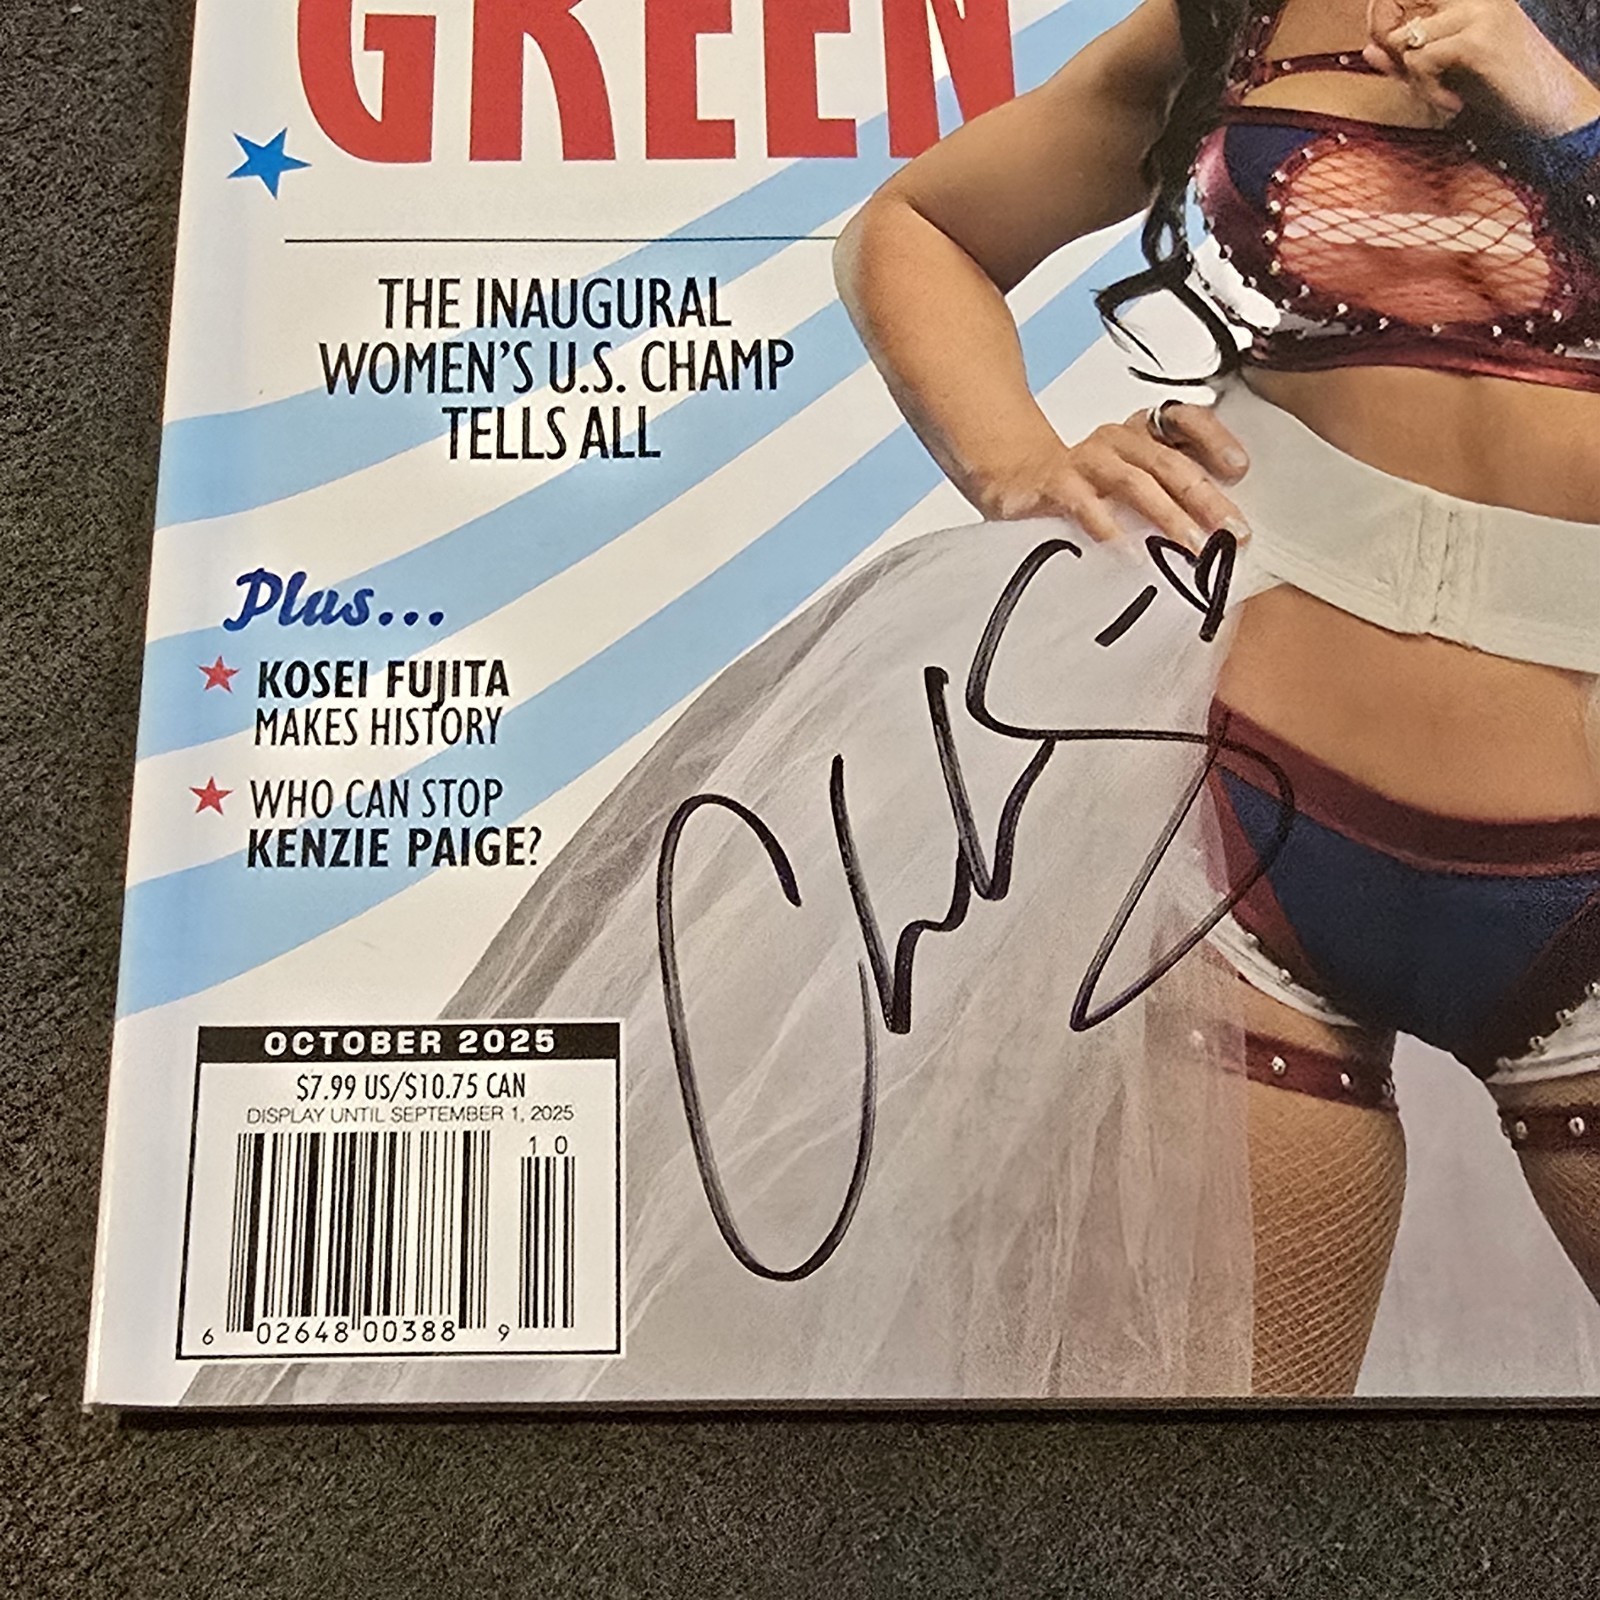 GREEN
THE INAUGURAL
WOMEN'S U.S. CHAMP
TELLS ALL
Plus...
KOSEI FUJITA
MAKES HISTORY
WHO CAN STOP
KENZIE PAIGE?
OCTOBER 2025
$7.99 US/$10.75 CAN
DISPLAY UNTIL SEPTEMBER 1, 2025
10
6 02648 00388 9